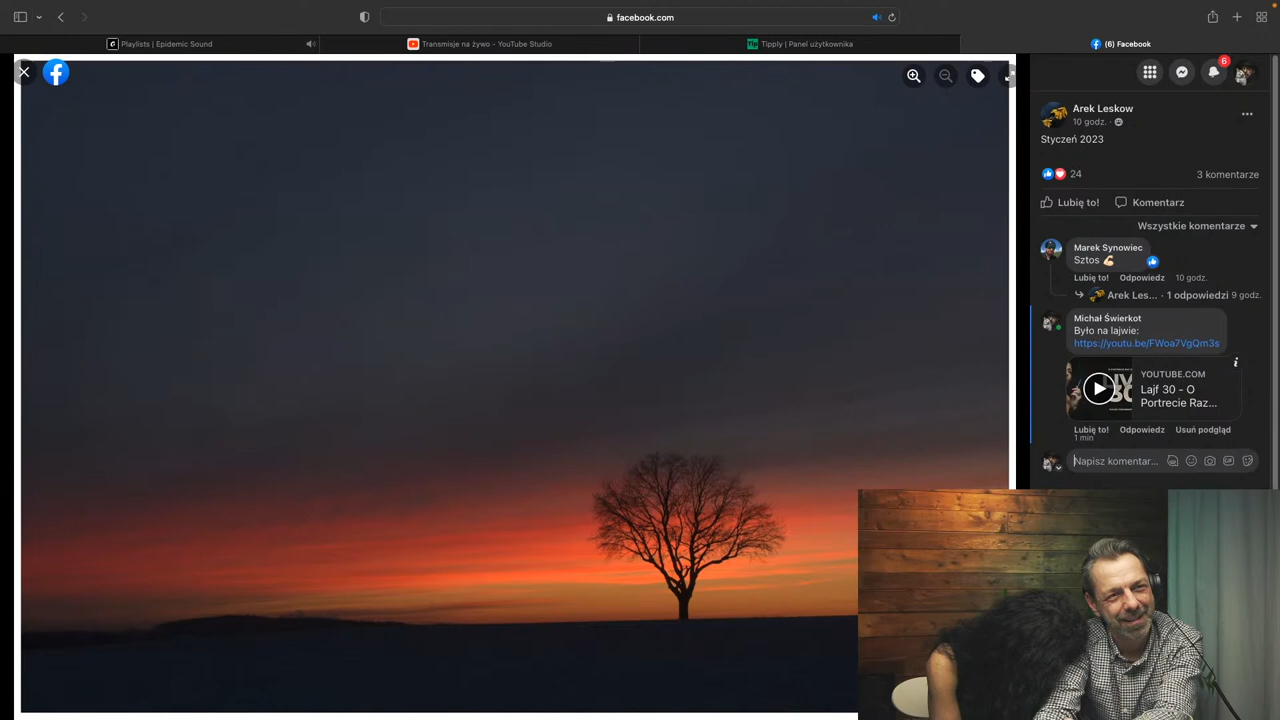 facebook.com
Playlists | Epidemic Sound
Transmisje na żywo - YouTube Studio
Tip Tipply | Panel użytkownika
(6) Facebook
6
Arek Leskow
10 godz.
Styczeń 2023
24
3 komentarze
Lubię to!
Komentarz
Wszystkie komentarze
Marek Synowiec
Sztos 💪🏻
Lubię to! Odpowiedz 10 godz.
Arek Les... · 1 odpowiedzi 9 godz.
Michał Świerkot
Było na lajwie:
https://youtu.be/FWoa7VgQm3s
YOUTUBE.COM
Lajf 30 - O
Portrecie Raz...
Lubię to! Odpowiedz Usuń podgląd
1 min
Napisz komentar...
GIF